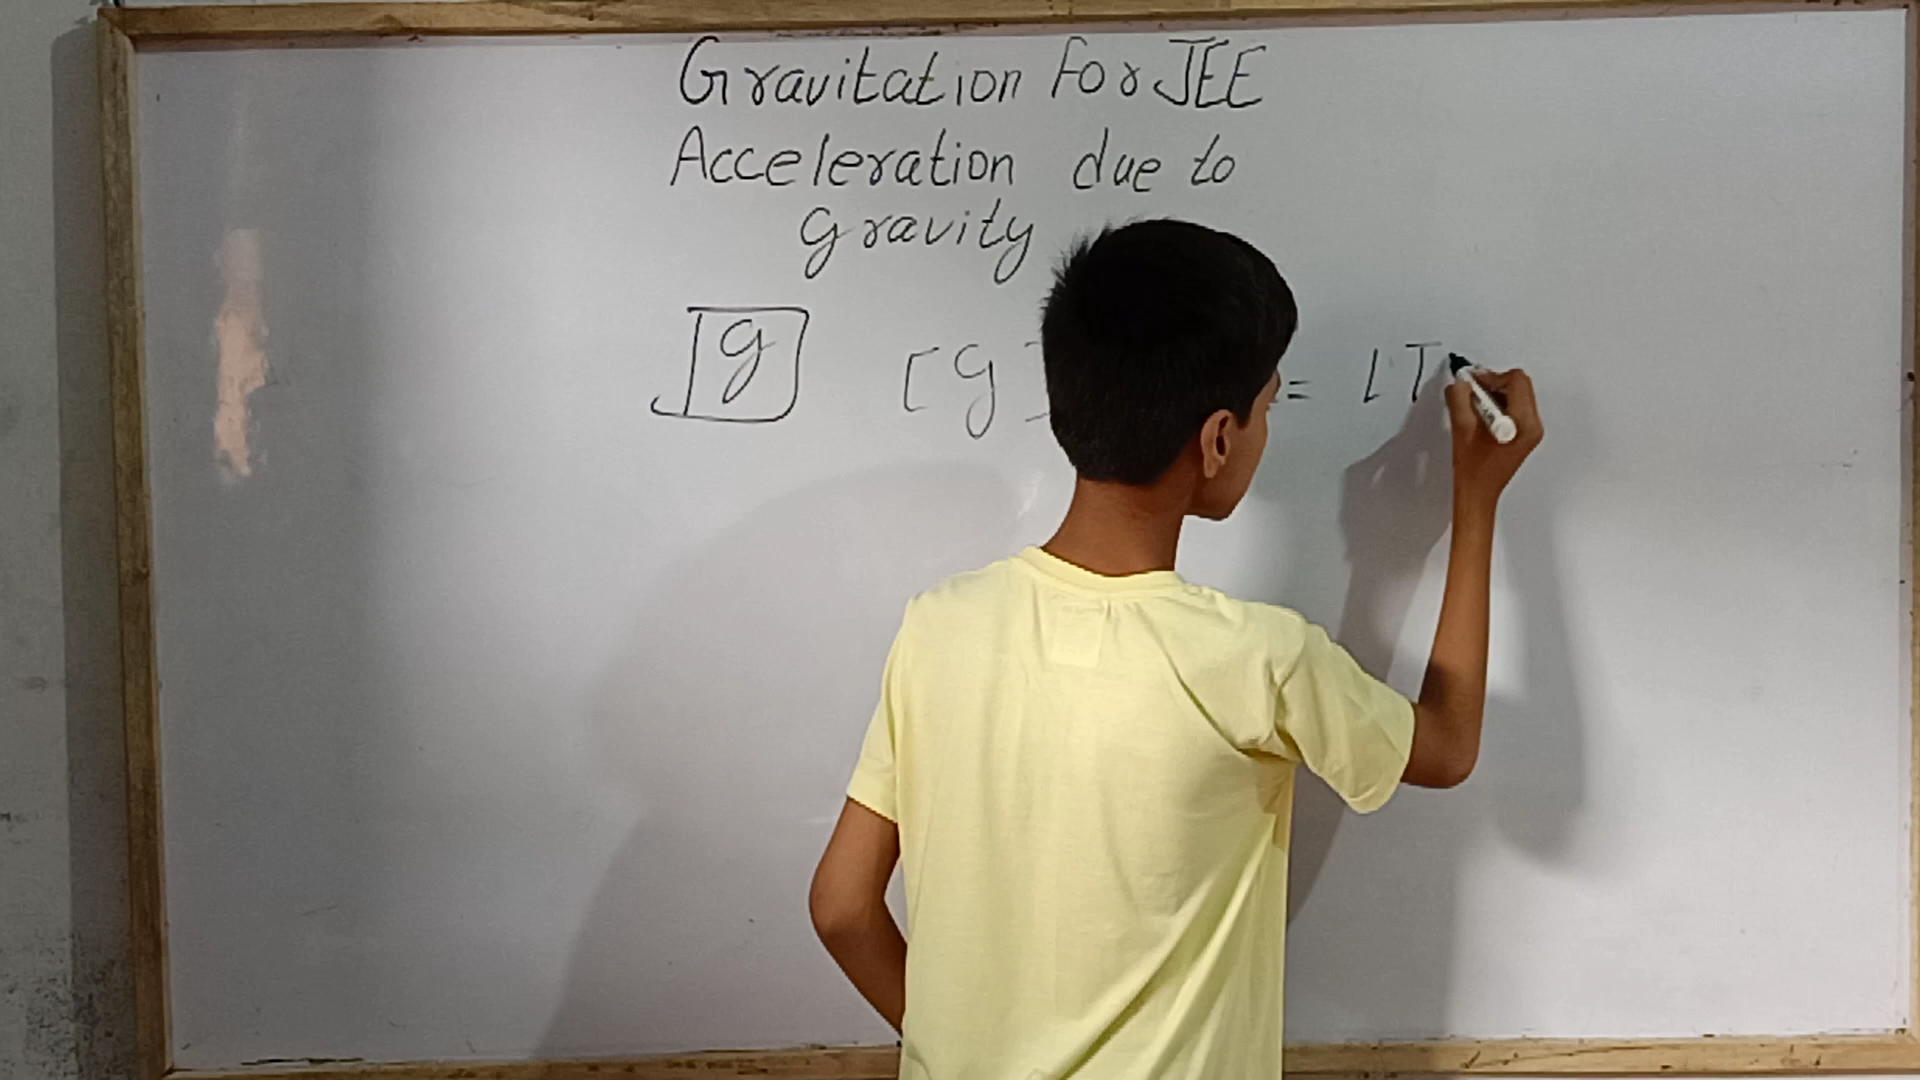 Gravitation For JEE
Acceleration due to
gravity
g [g] = LT